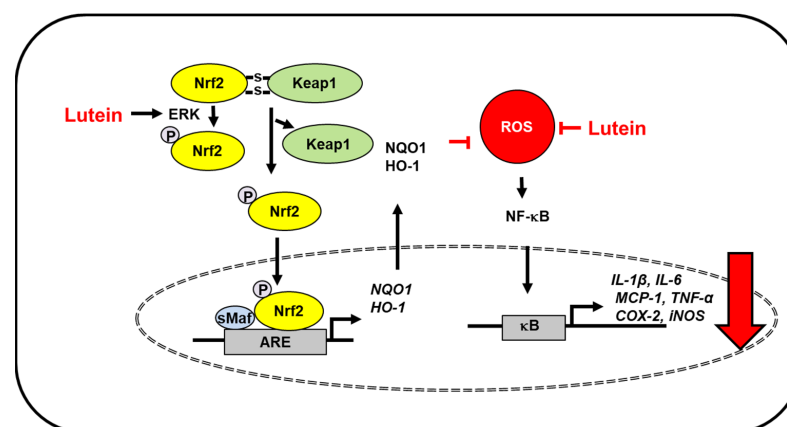 Nrf2
S
S
Keap1
Lutein
ERK
P
Nrf2
Keap1
NQO1
HO-1
ROS
Lutein
P
Nrf2
NF-κB
P
Nrf2
sMaf
ARE
NQO1
HO-1
κB
IL-1β, IL-6
MCP-1, TNF-α
COX-2, iNOS